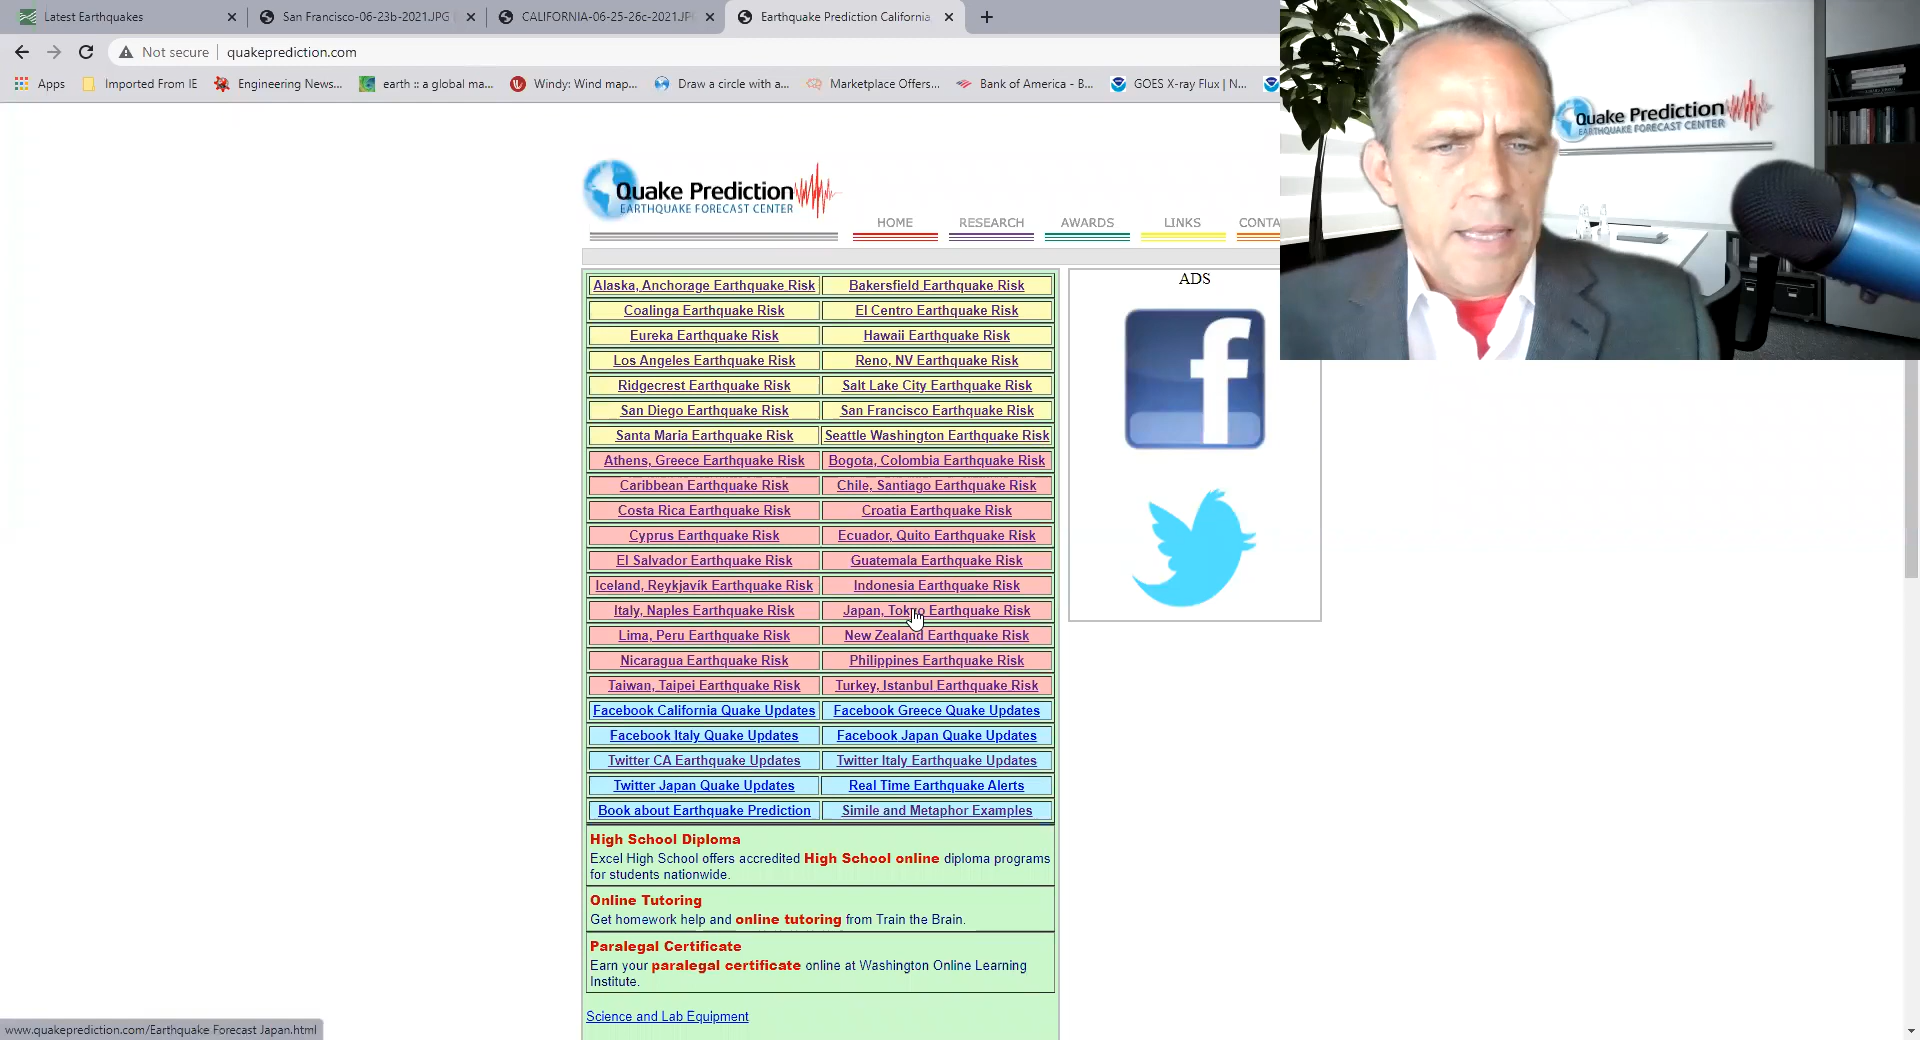 Latest Earthquakes
San Francisco-06-23b-2021.JPG
CALIFORNIA-06-25-26c-2021.JP
Earthquake Prediction California,
Not secure
quakeprediction.com
Apps
Imported From IE
Engineering News...
earth :: a global ma...
Windy: Wind map...
Draw a circle with a...
Marketplace Offers...
Bank of America - B...
GOES X-ray Flux | N...
Quake Prediction
EARTHQUAKE FORECAST CENTER
Quake Prediction
EARTHQUAKE FORECAST CENTER
HOME
RESEARCH
AWARDS
LINKS
CONTA
Alaska, Anchorage Earthquake Risk
Bakersfield Earthquake Risk
Coalinga Earthquake Risk
El Centro Earthquake Risk
Eureka Earthquake Risk
Hawaii Earthquake Risk
Los Angeles Earthquake Risk
Reno, NV Earthquake Risk
Ridgecrest Earthquake Risk
Salt Lake City Earthquake Risk
San Diego Earthquake Risk
San Francisco Earthquake Risk
Santa Maria Earthquake Risk
Seattle Washington Earthquake Risk
Athens, Greece Earthquake Risk
Bogota, Colombia Earthquake Risk
Caribbean Earthquake Risk
Chile, Santiago Earthquake Risk
Costa Rica Earthquake Risk
Croatia Earthquake Risk
Cyprus Earthquake Risk
Ecuador, Quito Earthquake Risk
El Salvador Earthquake Risk
Guatemala Earthquake Risk
Iceland, Reykjavík Earthquake Risk
Indonesia Earthquake Risk
Italy, Naples Earthquake Risk
Japan, Tokyo Earthquake Risk
Lima, Peru Earthquake Risk
New Zealand Earthquake Risk
Nicaragua Earthquake Risk
Philippines Earthquake Risk
Taiwan, Taipei Earthquake Risk
Turkey, Istanbul Earthquake Risk
Facebook California Quake Updates
Facebook Greece Quake Updates
Facebook Italy Quake Updates
Facebook Japan Quake Updates
Twitter CA Earthquake Updates
Twitter Italy Earthquake Updates
Twitter Japan Quake Updates
Real Time Earthquake Alerts
Book about Earthquake Prediction
Simile and Metaphor Examples
ADS
High School Diploma
Excel High School offers accredited High School online diploma programs
for students nationwide.
Online Tutoring
Get homework help and online tutoring from Train the Brain.
Paralegal Certificate
Earn your paralegal certificate online at Washington Online Learning
Institute.
Science and Lab Equipment
www.quakeprediction.com/Earthquake Forecast Japan.html